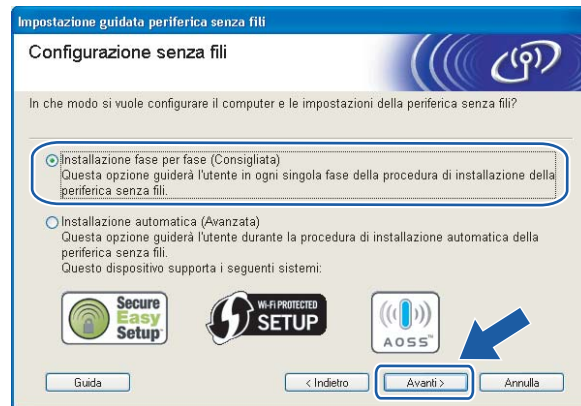 Impostazione guidata periferica senza fili
Configurazione senza fili
In che modo si vuole configurare il computer e le impostazioni della periferica senza fili?
Installazione fase per fase (Consigliata)
Questa opzione guiderà l'utente in ogni singola fase della procedura di installazione della
periferica senza fili.
Installazione automatica (Avanzata)
Questa opzione guiderà l'utente durante la procedura di installazione automatica della
periferica senza fili.
Questo dispositivo supporta i seguenti sistemi:
Secure
Easy
Setup™
Wi-Fi PROTECTED
SETUP
AOSS™
Guida
< Indietro
Avanti >
Annulla